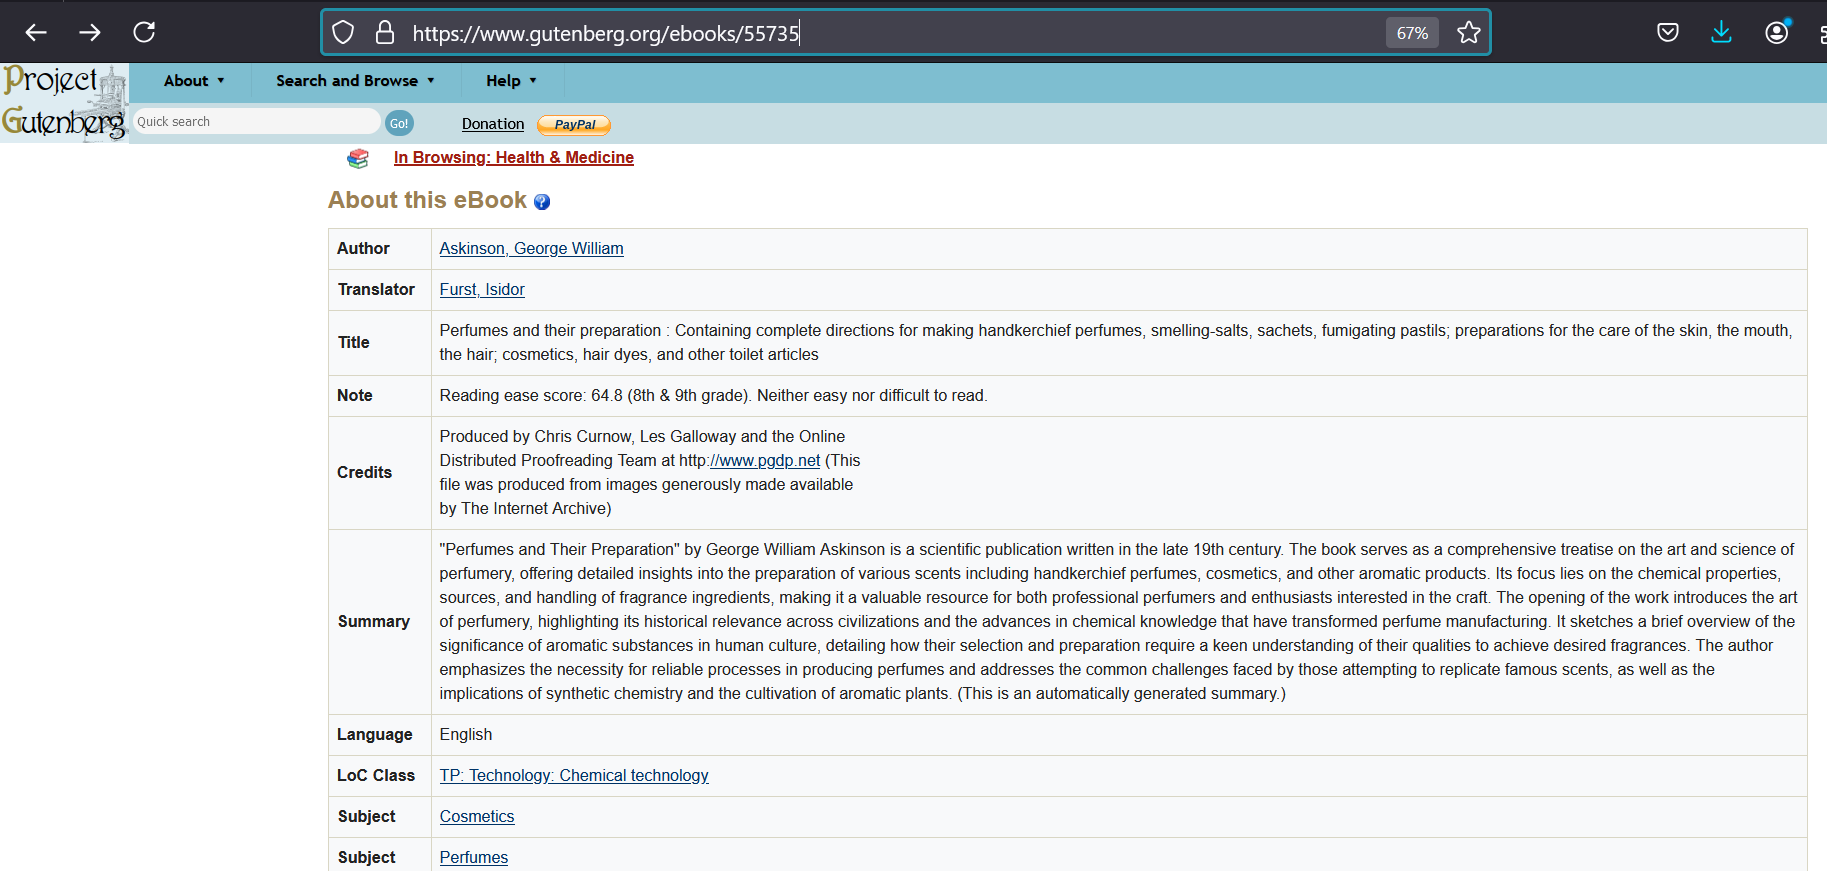 https://www.gutenberg.org/ebooks/55735
67%
Project
Gutenberg
About ▾
Search and Browse ▾
Help ▾
Quick search
Go!
Donation
PayPal
In Browsing: Health & Medicine
About this eBook
?
Author
Askinson, George William
Translator
Furst, Isidor
Title
Perfumes and their preparation : Containing complete directions for making handkerchief perfumes, smelling-salts, sachets, fumigating pastils; preparations for the care of the skin, the mouth,
the hair; cosmetics, hair dyes, and other toilet articles
Note
Reading ease score: 64.8 (8th & 9th grade). Neither easy nor difficult to read.
Credits
Produced by Chris Curnow, Les Galloway and the Online
Distributed Proofreading Team at http://www.pgdp.net (This
file was produced from images generously made available
by The Internet Archive)
Summary
"Perfumes and Their Preparation" by George William Askinson is a scientific publication written in the late 19th century. The book serves as a comprehensive treatise on the art and science of
perfumery, offering detailed insights into the preparation of various scents including handkerchief perfumes, cosmetics, and other aromatic products. Its focus lies on the chemical properties,
sources, and handling of fragrance ingredients, making it a valuable resource for both professional perfumers and enthusiasts interested in the craft. The opening of the work introduces the art
of perfumery, highlighting its historical relevance across civilizations and the advances in chemical knowledge that have transformed perfume manufacturing. It sketches a brief overview of the
significance of aromatic substances in human culture, detailing how their selection and preparation require a keen understanding of their qualities to achieve desired fragrances. The author
emphasizes the necessity for reliable processes in producing perfumes and addresses the common challenges faced by those attempting to replicate famous scents, as well as the
implications of synthetic chemistry and the cultivation of aromatic plants. (This is an automatically generated summary.)
Language
English
LoC Class
TP: Technology: Chemical technology
Subject
Cosmetics
Subject
Perfumes